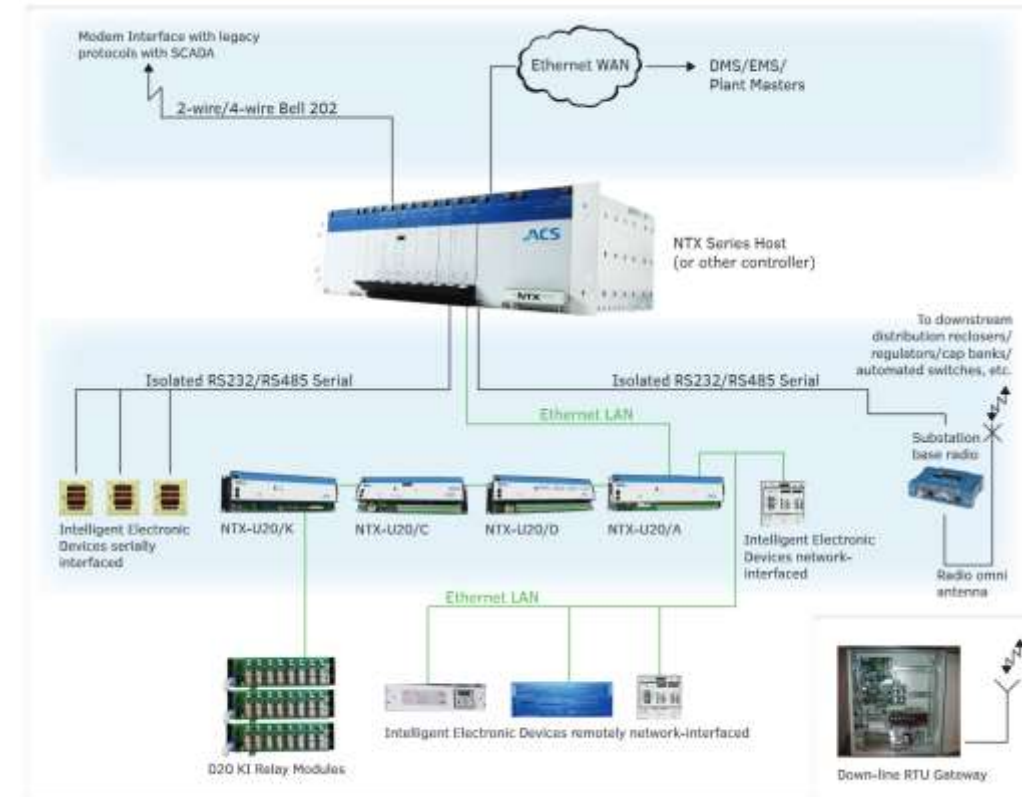 Modem Interface with legacy
protocols with SCADA
Ethernet WAN
DMS/EMS/
Plant Masters
2-wire/4-wire Bell 202
ACS
NTX
NTX Series Host
(or other controller)
To downstream
distribution reclosers/
regulators/cap banks/
automated switches, etc.
Isolated RS232/RS485 Serial
Isolated RS232/RS485 Serial
Ethernet LAN
Substation
base radio
Intelligent Electronic
Devices serially
interfaced
NTX-U20/K
NTX-U20/C
NTX-U20/D
NTX-U20/A
Intelligent Electronic
Devices network-
interfaced
Radio omni
antenna
Ethernet LAN
D20 KI Relay Modules
Intelligent Electronic Devices remotely network-interfaced
Down-line RTU Gateway